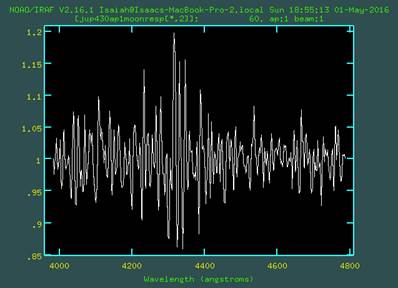 NOAO/IRAF V2.16.1 Isaiah@Isaacs-MacBook-Pro-2.local Sun 18:55:13 01-May-2016
[jup430ap1moonresp[*,2]]: 60. ap:1 beam:1
1.2
1.15
1.1
1.05
1
.95
.9
.85
4000 4200 4400 4600 4800
Wavelength (angstroms)